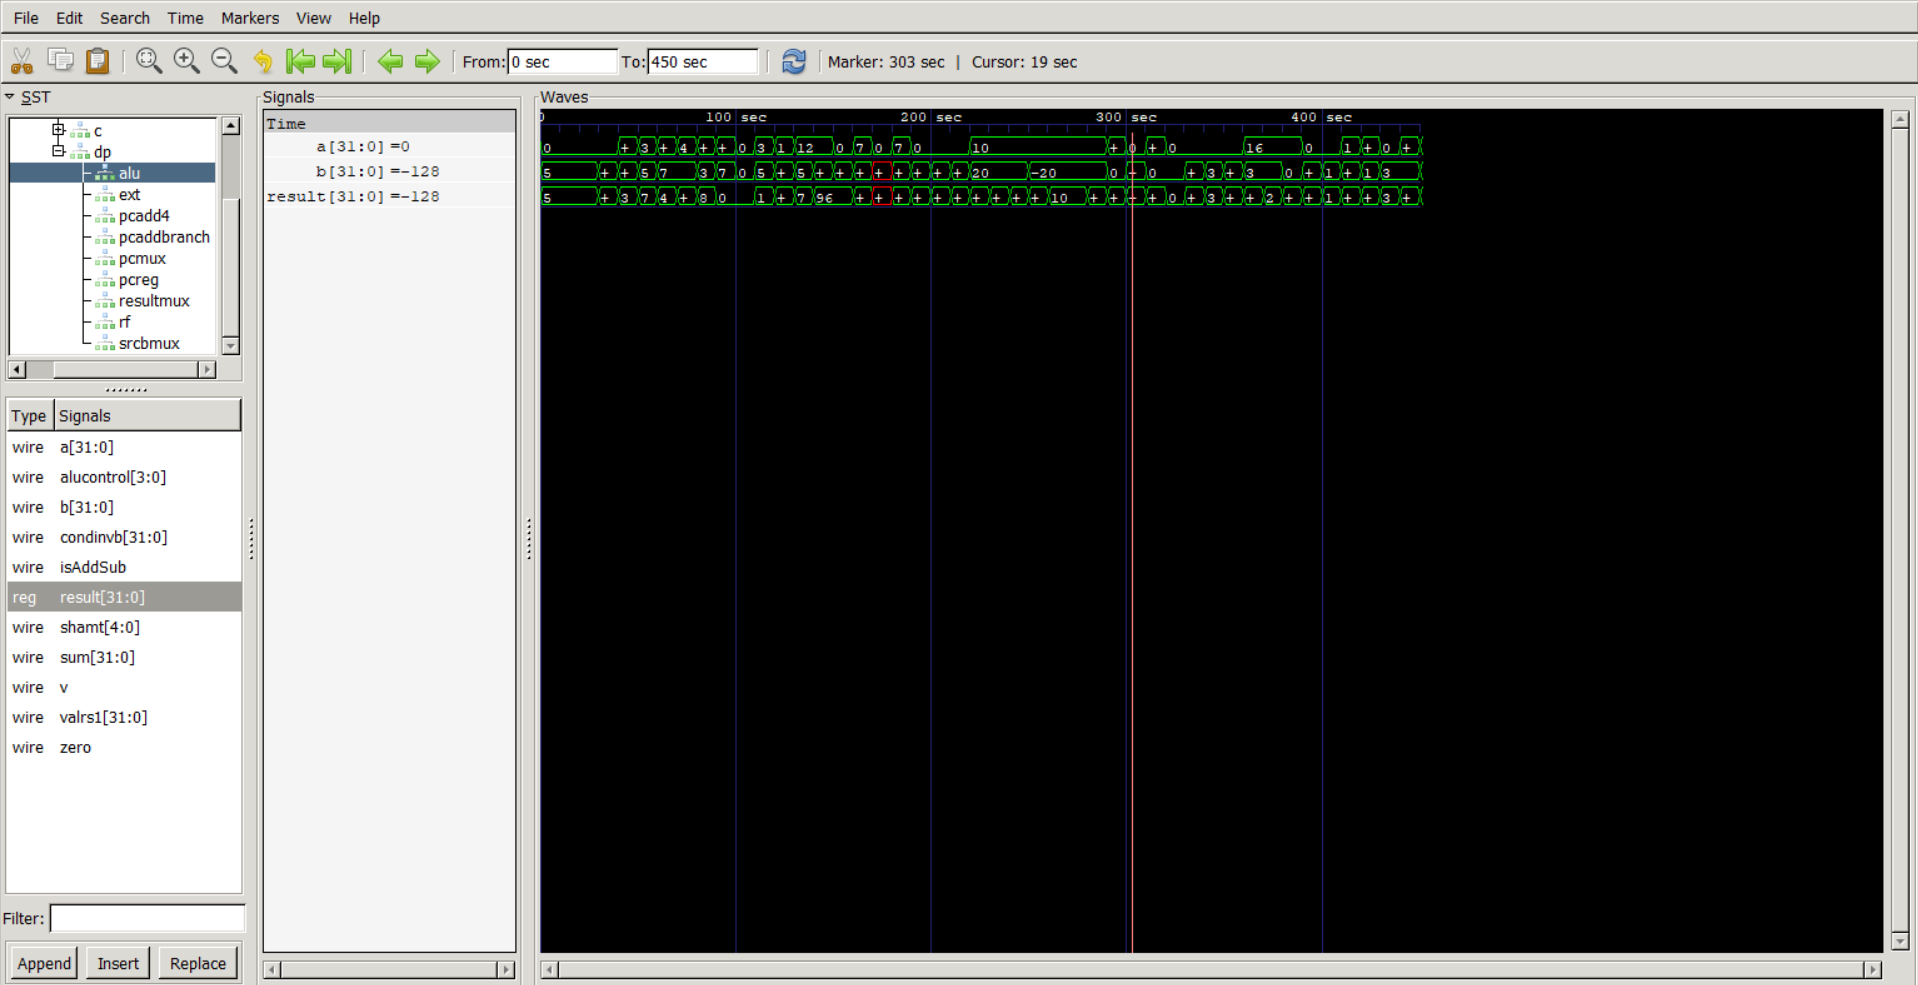 File Edit Search Time Markers View Help
From: 0 sec To: 450 sec Marker: 303 sec | Cursor: 19 sec
SST
c
dp
alu
ext
pcadd4
pcaddbranch
pcmux
pcreg
resultmux
rf
srcbmux
Type Signals
wire a[31:0]
wire alucontrol[3:0]
wire b[31:0]
wire condinvb[31:0]
wire isAddSub
reg result[31:0]
wire shamt[4:0]
wire sum[31:0]
wire v
wire valrs1[31:0]
wire zero
Filter:
Append Insert Replace
Signals
Time
a[31:0] =0
b[31:0] =-128
result[31:0] =-128
Waves
0 100 sec 200 sec 300 sec 400 sec
0 + 3 + 4 + + 0 3 1 12 0 7 0 7 0 10 + 0 + 0 16 0 1 + 0 +
5 + + 5 7 3 7 0 5 + 5 + + + + + + + + 20 -20 0 + 0 + 3 + 3 0 + 1 + 1 3
5 + 3 7 4 + 8 0 1 + 7 96 + + + + + + + + + 10 + + + + 0 + 3 + + 2 + + 1 + + 3 +